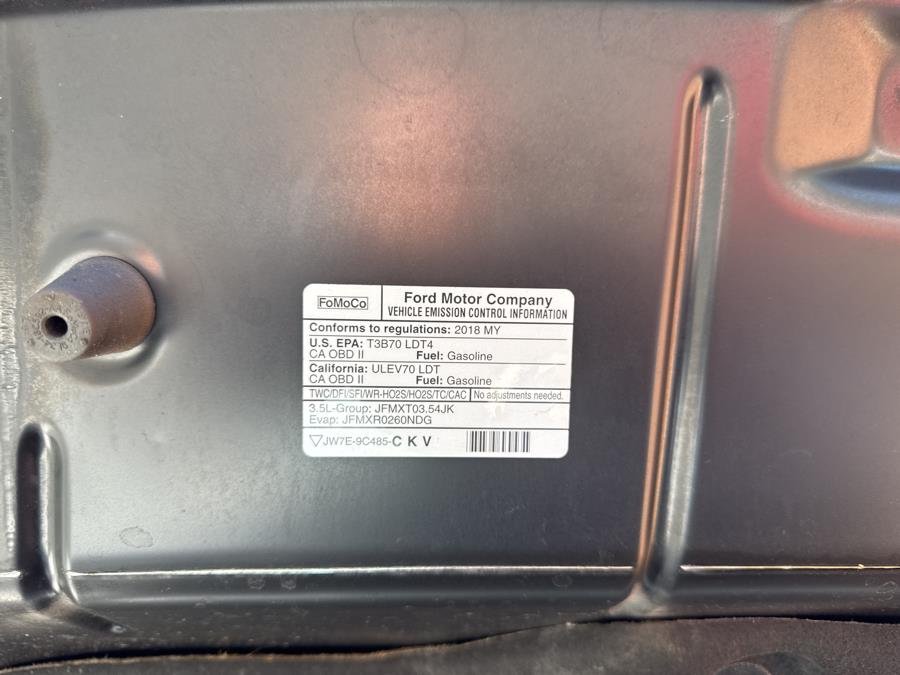 FoMoCo
Ford Motor Company
VEHICLE EMISSION CONTROL INFORMATION
Conforms to regulations: 2018 MY
U.S. EPA: T3B70 LDT4
CA OBD II Fuel: Gasoline
California: ULEV70 LDT
CA OBD II Fuel: Gasoline
TWC/DFI/SFI/WR-HO2S/HO2S/TC/CAC No adjustments needed.
3.5L-Group: JFMXT03.54JK
Evap: JFMXR0260NDG
JW7E-9C485-C K V